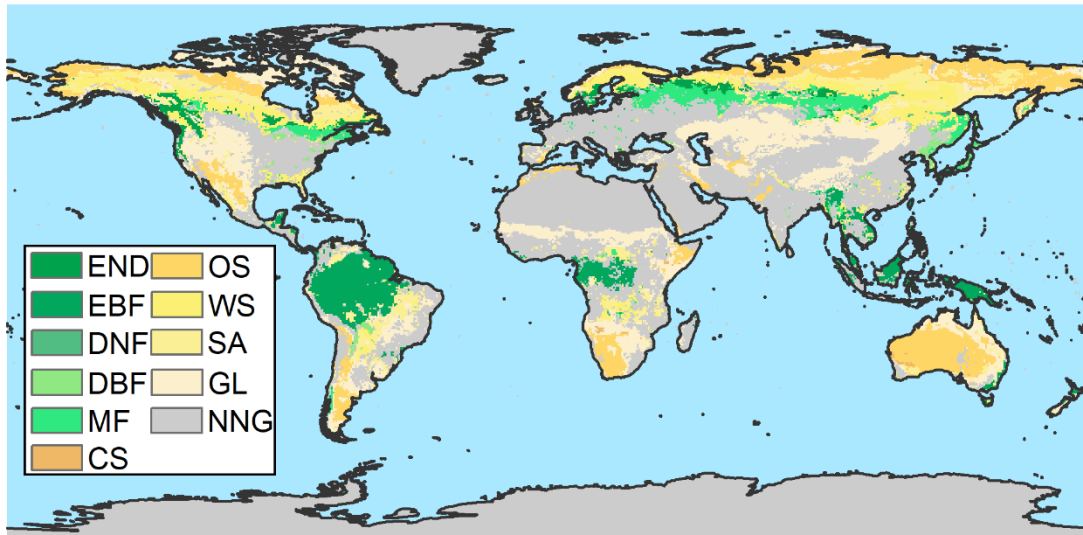 END OS
EBF WS
DNF SA
DBF GL
MF NNG
CS